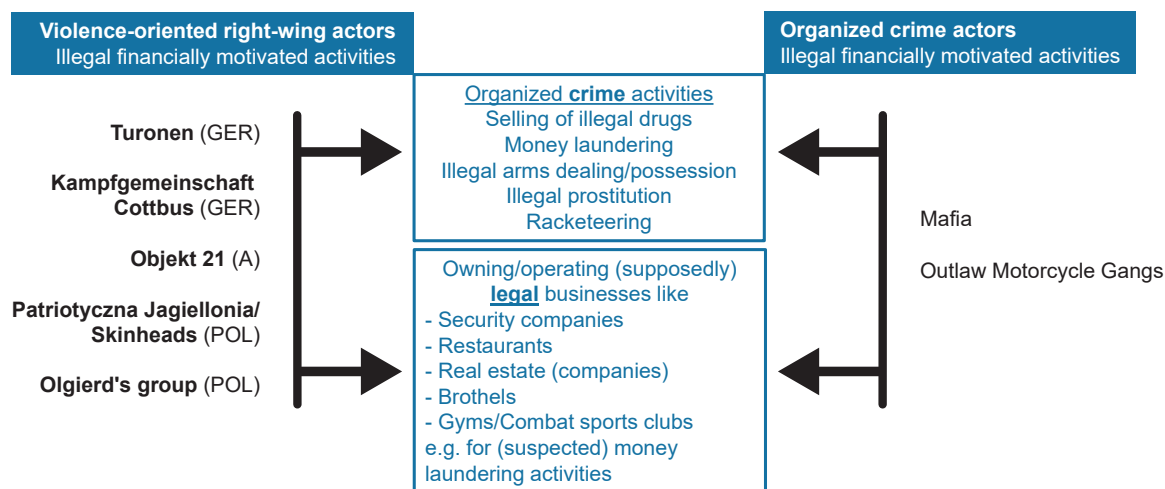 Violence-oriented right-wing actors
Illegal financially motivated activities
Turonen (GER)
Kampfgemeinschaft
Cottbus (GER)
Objekt 21 (A)
Patriotyczna Jagiellonia/
Skinheads (POL)
Olgierd's group (POL)
Organized crime activities
Selling of illegal drugs
Money laundering
Illegal arms dealing/possession
Illegal prostitution
Racketeering
Owning/operating (supposedly)
legal businesses like
- Security companies
- Restaurants
- Real estate (companies)
- Brothels
- Gyms/Combat sports clubs
e.g. for (suspected) money
laundering activities
Organized crime actors
Illegal financially motivated activities
Mafia
Outlaw Motorcycle Gangs